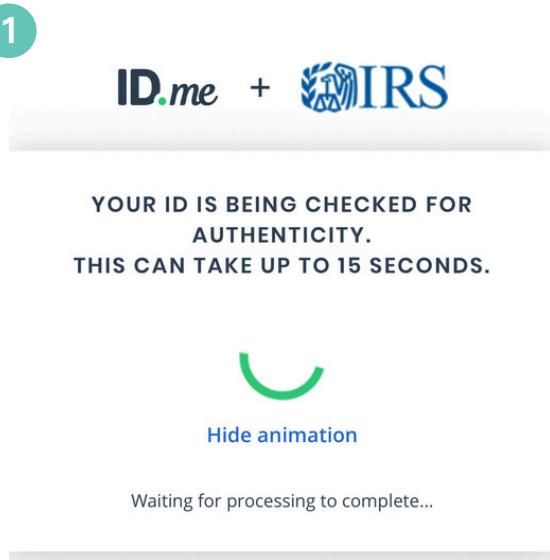 1
ID.me + IRS
YOUR ID IS BEING CHECKED FOR
AUTHENTICITY.
THIS CAN TAKE UP TO 15 SECONDS.
Hide animation
Waiting for processing to complete...